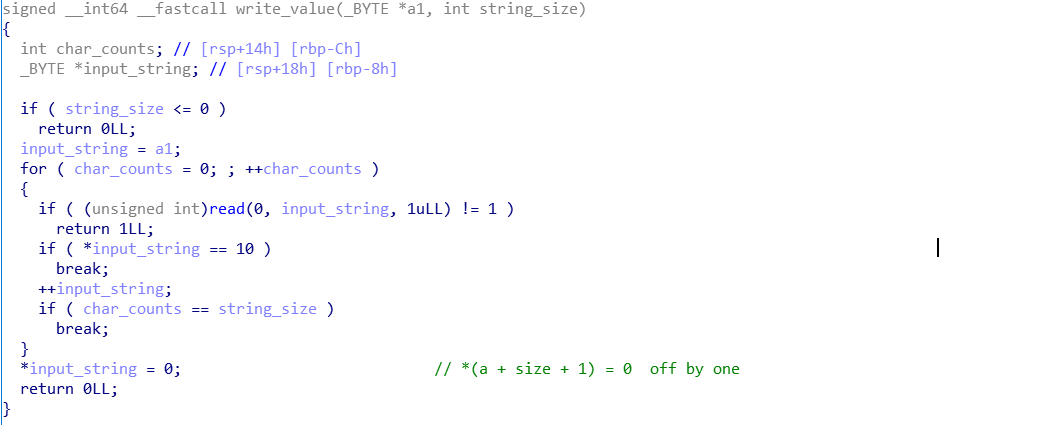 signed __int64 __fastcall write_value(_BYTE *a1, int string_size)
{
  int char_counts; // [rsp+14h] [rbp-Ch]
  _BYTE *input_string; // [rsp+18h] [rbp-8h]

  if ( string_size <= 0 )
    return 0LL;
  input_string = a1;
  for ( char_counts = 0; ; ++char_counts )
  {
    if ( (unsigned int)read(0, input_string, 1uLL) != 1 )
      return 1LL;
    if ( *input_string == 10 )
      break;
    ++input_string;
    if ( char_counts == string_size )
      break;
  }
  *input_string = 0;                              // *(a + size + 1) = 0  off by one
  return 0LL;
}